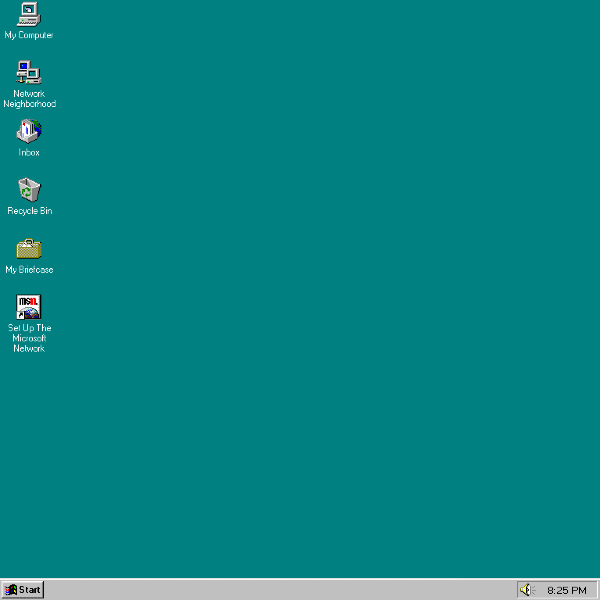 My Computer
Network
Neighborhood
Inbox
Recycle Bin
My Briefcase
msn.
Set Up The
Microsoft
Network
Start
8:25 PM